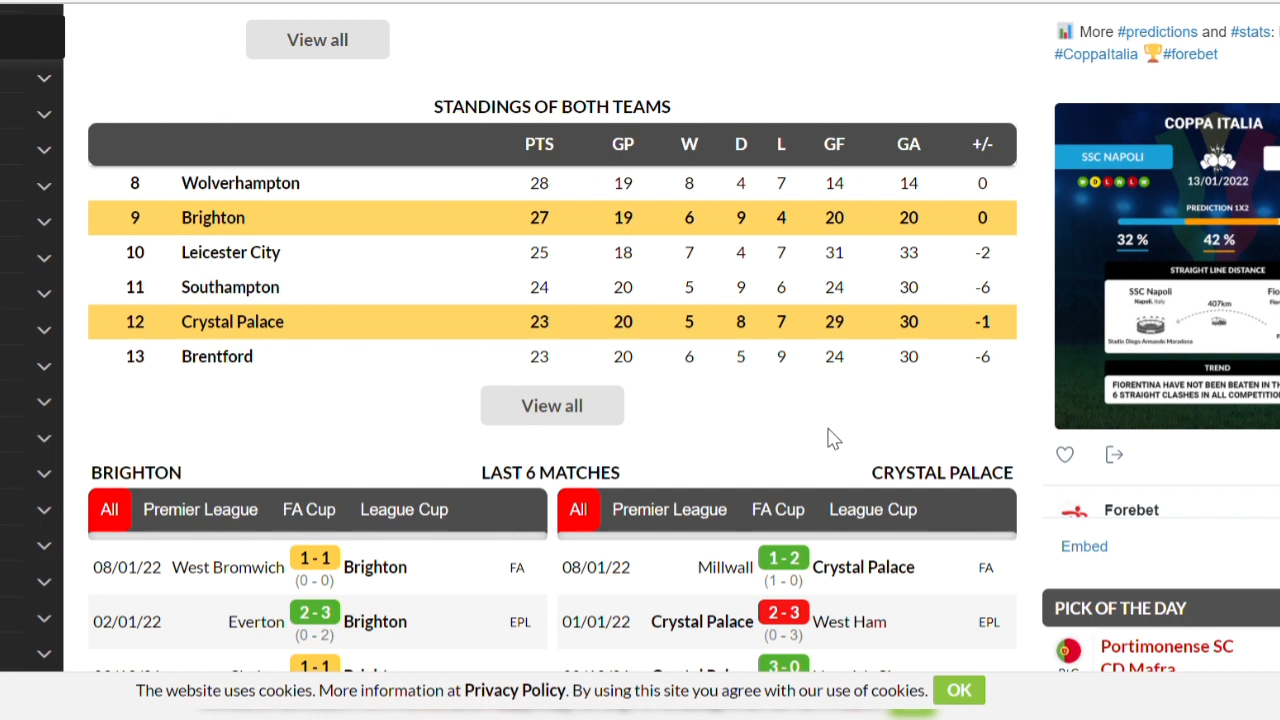 View all
STANDINGS OF BOTH TEAMS
PTS GP W D L GF GA +/-
8 Wolverhampton 28 19 8 4 7 14 14 0
9 Brighton 27 19 6 9 4 20 20 0
10 Leicester City 25 18 7 4 7 31 33 -2
11 Southampton 24 20 5 9 6 24 30 -6
12 Crystal Palace 23 20 5 8 7 29 30 -1
13 Brentford 23 20 6 5 9 24 30 -6
View all
BRIGHTON LAST 6 MATCHES CRYSTAL PALACE
All Premier League FA Cup League Cup
08/01/22 West Bromwich 1 - 1 Brighton FA
(0 - 0)
02/01/22 Everton 2 - 3 Brighton EPL
(0 - 2)
1 - 1
All Premier League FA Cup League Cup
08/01/22 Millwall 1 - 2 Crystal Palace FA
(1 - 0)
01/01/22 Crystal Palace 2 - 3 West Ham EPL
(0 - 3)
3 - 0
More #predictions and #stats:
#CoppaItalia #forebet
COPPA ITALIA
SSC NAPOLI
W D L W L W
13/01/2022
PREDICTION 1X2
32 % 42 %
STRAIGHT LINE DISTANCE
SSC Napoli Fio
Napoli, Italy
407km
Stadio Diego Armando Maradona
TREND
FIORENTINA HAVE NOT BEEN BEATEN IN TH
6 STRAIGHT CLASHES IN ALL COMPETITIO
Forebet
Embed
PICK OF THE DAY
Portimonense SC
CD Mafra
The website uses cookies. More information at Privacy Policy. By using this site you agree with our use of cookies. OK